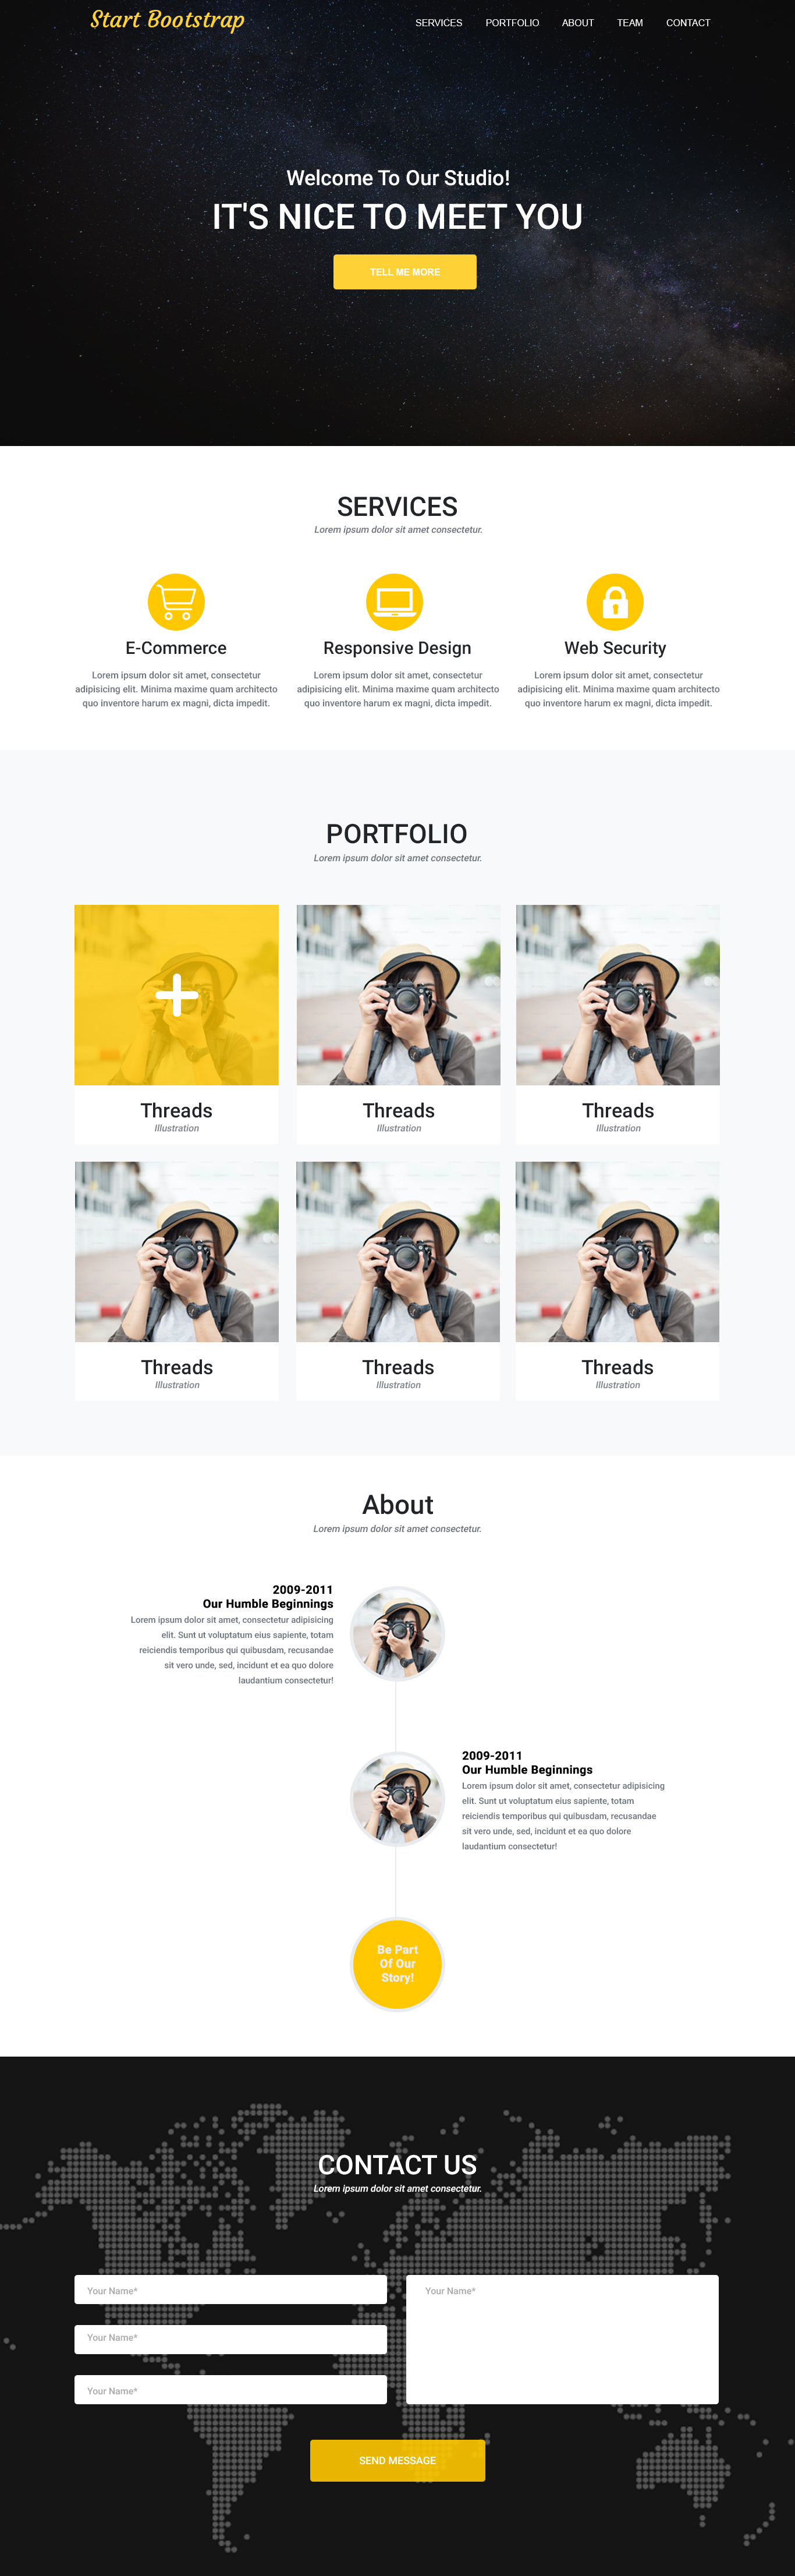 Start Bootstrap
SERVICES PORTFOLIO ABOUT TEAM CONTACT
Welcome To Our Studio!
IT'S NICE TO MEET YOU
TELL ME MORE
SERVICES
Lorem ipsum dolor sit amet consectetur.
E-Commerce
Lorem ipsum dolor sit amet, consectetur
adipisicing elit. Minima maxime quam architecto
quo inventore harum ex magni, dicta impedit.
Responsive Design
Lorem ipsum dolor sit amet, consectetur
adipisicing elit. Minima maxime quam architecto
quo inventore harum ex magni, dicta impedit.
Web Security
Lorem ipsum dolor sit amet, consectetur
adipisicing elit. Minima maxime quam architecto
quo inventore harum ex magni, dicta impedit.
PORTFOLIO
Lorem ipsum dolor sit amet consectetur.
Threads
Illustration
Threads
Illustration
Threads
Illustration
Threads
Illustration
Threads
Illustration
Threads
Illustration
About
Lorem ipsum dolor sit amet consectetur.
2009-2011
Our Humble Beginnings
Lorem ipsum dolor sit amet, consectetur adipisicing
elit. Sunt ut voluptatum eius sapiente, totam
reiciendis temporibus qui quibusdam, recusandae
sit vero unde, sed, incidunt et ea quo dolore
laudantium consectetur!
2009-2011
Our Humble Beginnings
Lorem ipsum dolor sit amet, consectetur adipisicing
elit. Sunt ut voluptatum eius sapiente, totam
reiciendis temporibus qui quibusdam, recusandae
sit vero unde, sed, incidunt et ea quo dolore
laudantium consectetur!
Be Part
Of Our
Story!
CONTACT US
Lorem ipsum dolor sit amet consectetur.
Your Name*
Your Name*
Your Name*
Your Name*
SEND MESSAGE